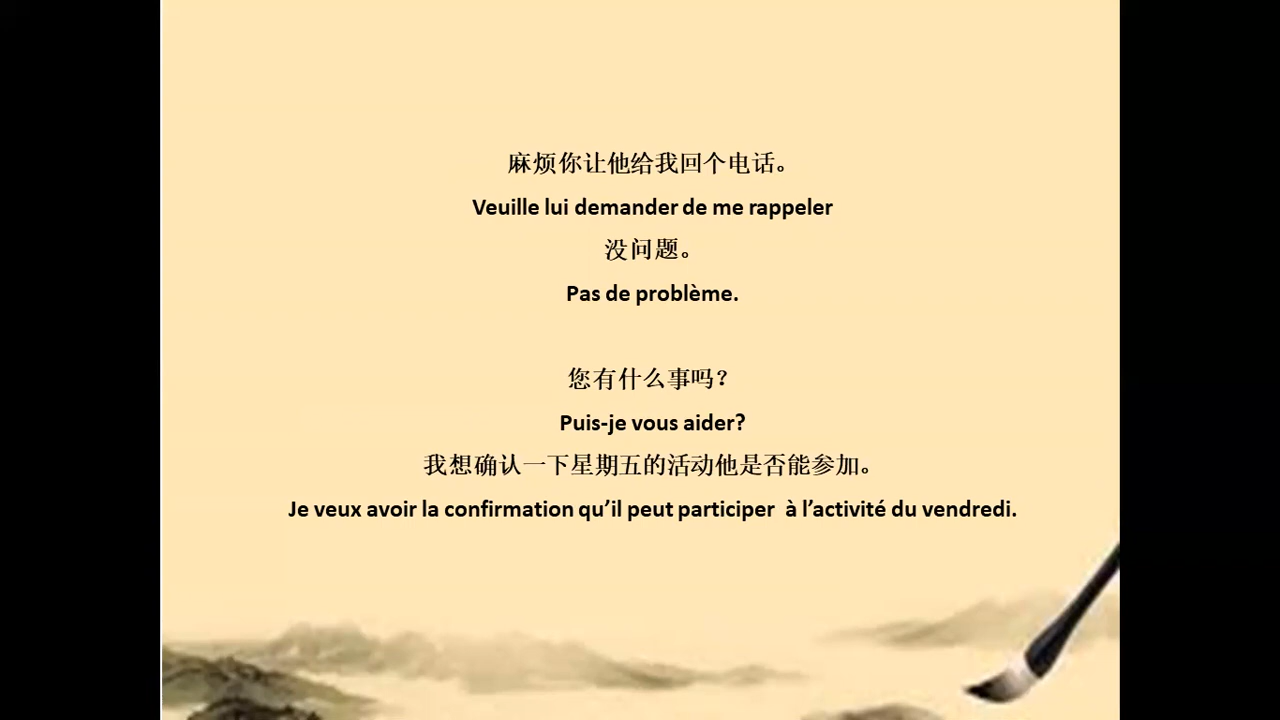 麻烦你让他给我回个电话。
Veuille lui demander de me rappeler
没问题。
Pas de problème.
您有什么事吗？
Puis-je vous aider?
我想确认一下星期五的活动他是否能参加。
Je veux avoir la confirmation qu’il peut participer à l’activité du vendredi.